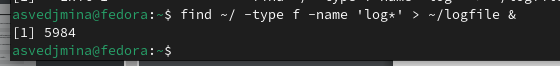 asvedjmina@fedora:~$ find ~/ -type f -name 'log*' > ~/logfile &
[1] 5984
asvedjmina@fedora:~$